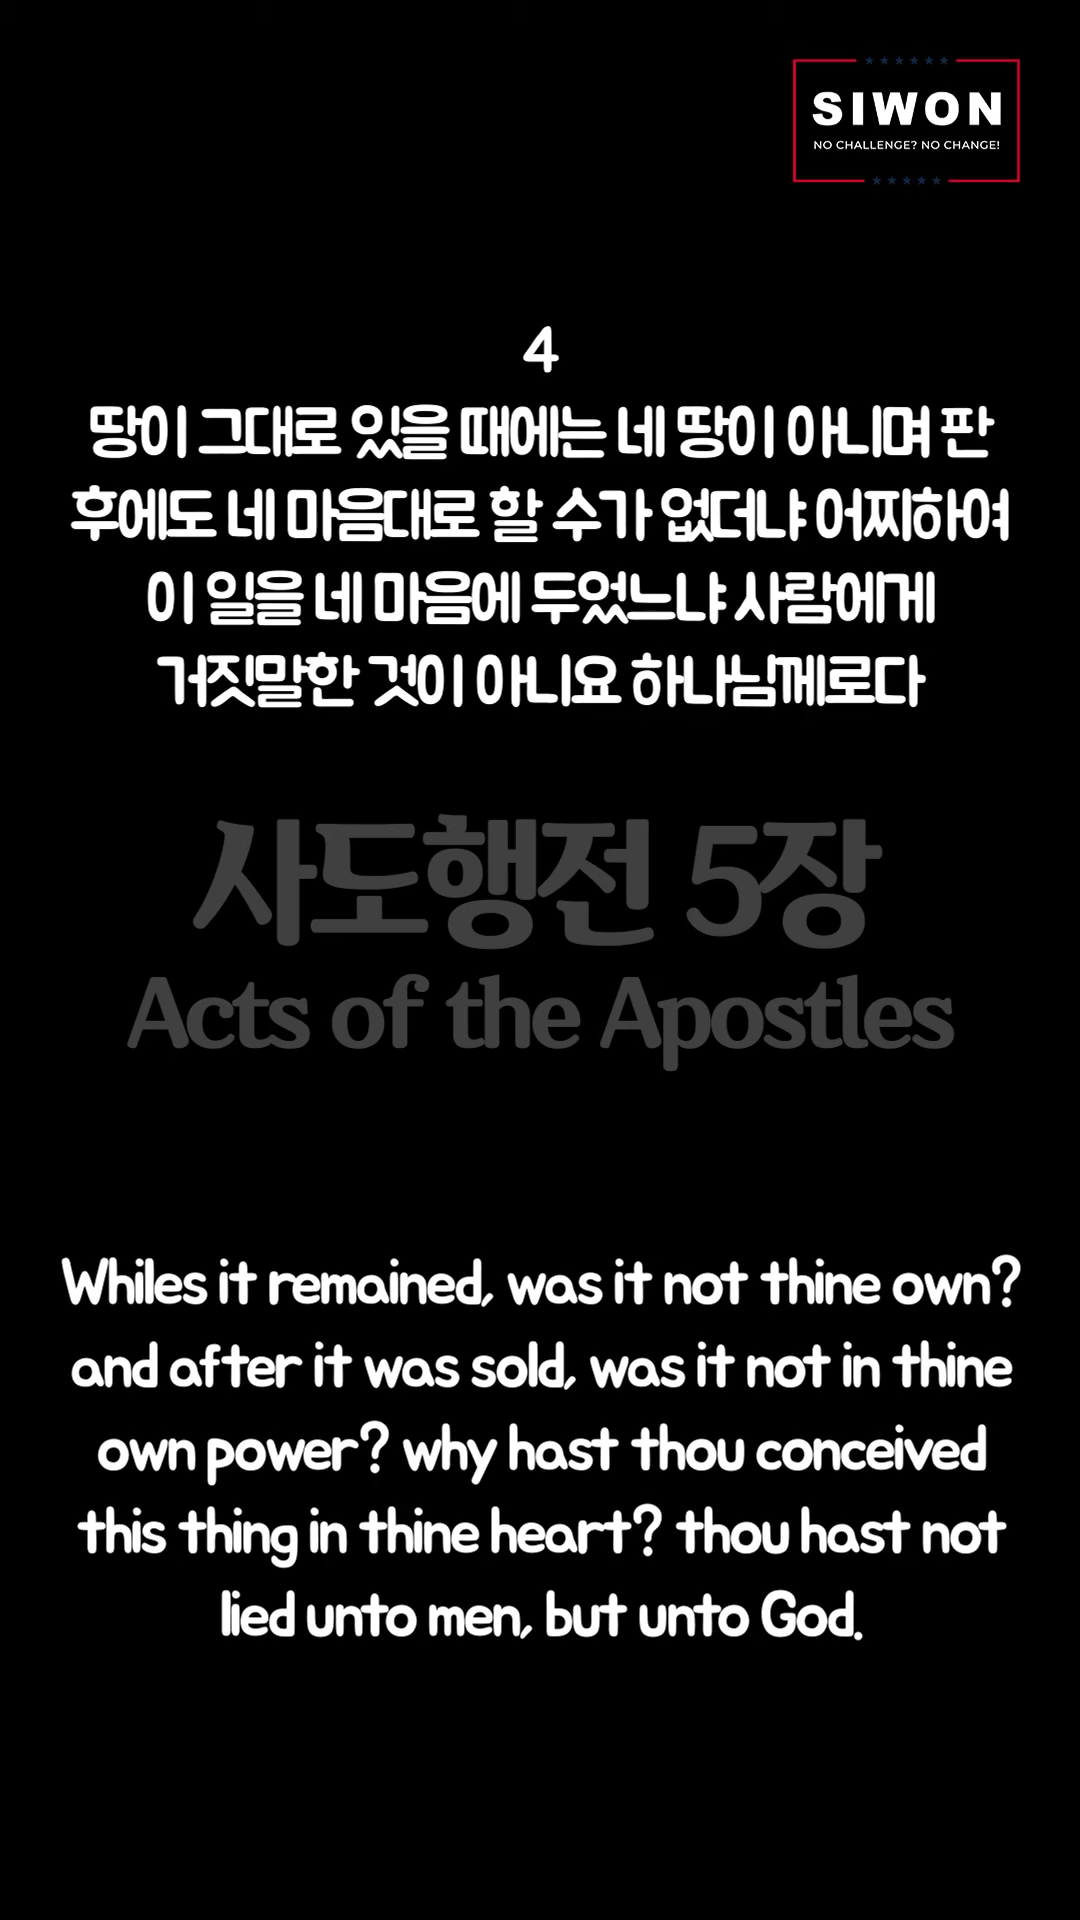 SIWON
NO CHALLENGE? NO CHANGE!
4
땅이 그대로 있을 때에는 네 땅이 아니며 판
후에도 네 마음대로 할 수가 없더냐 어찌하여
이 일을 네 마음에 두었느냐 사람에게
거짓말한 것이 아니요 하나님께로다
사도행전 5장
Acts of the Apostles
Whiles it remained, was it not thine own?
and after it was sold, was it not in thine
own power? why hast thou conceived
this thing in thine heart? thou hast not
lied unto men, but unto God.